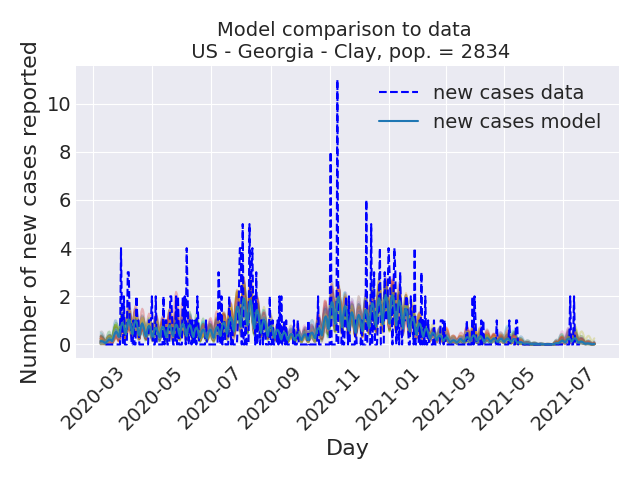 Model comparison to data
US - Georgia - Clay, pop. = 2834
Number of new cases reported
10
8
6
4
2
0
new cases data
new cases model
2020-03
2020-05
2020-07
2020-09
2020-11
2021-01
2021-03
2021-05
2021-07
Day